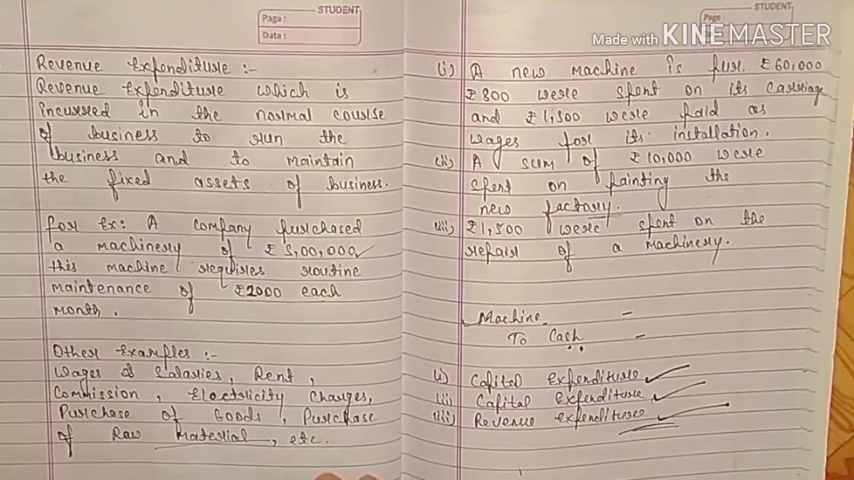 STUDENT
Page :
Date :
Revenue Expenditure :-
Revenue Expenditure which is
incurred in the normal course
of business to run the
business and to maintain
the fixed assets of business.
for Ex: A company purchased
a machinery of ₹ 5,00,000
this machine requires routine
maintenance of ₹2000 each
month.
Other Examples :-
Wages & Salaries, Rent,
Commission, Electricity Charges,
Purchase of Goods, Purchase
of Raw Material, etc.
STUDENT
Page :
Made with KINEMASTER
(i) A new machine is pur. ₹60,000
₹800 were spent on its carriage
and ₹1,500 were paid as
wages for its installation.
(ii) A sum of ₹10,000 were
spent on painting the
new factory.
(iii) ₹1,500 were spent on the
repair of a machinery.
Machine -
To Cash -
i) Capital Expenditure
ii) Capital Expenditure
(iii) Revenue Expenditure